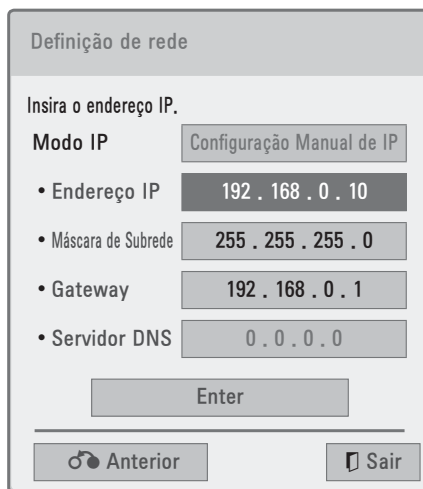 Definição de rede
Insira o endereço IP.
Modo IP Configuração Manual de IP
• Endereço IP 192 . 168 . 0 . 10
• Máscara de Subrede 255 . 255 . 255 . 0
• Gateway 192 . 168 . 0 . 1
• Servidor DNS 0 . 0 . 0 . 0
Enter
Anterior Sair